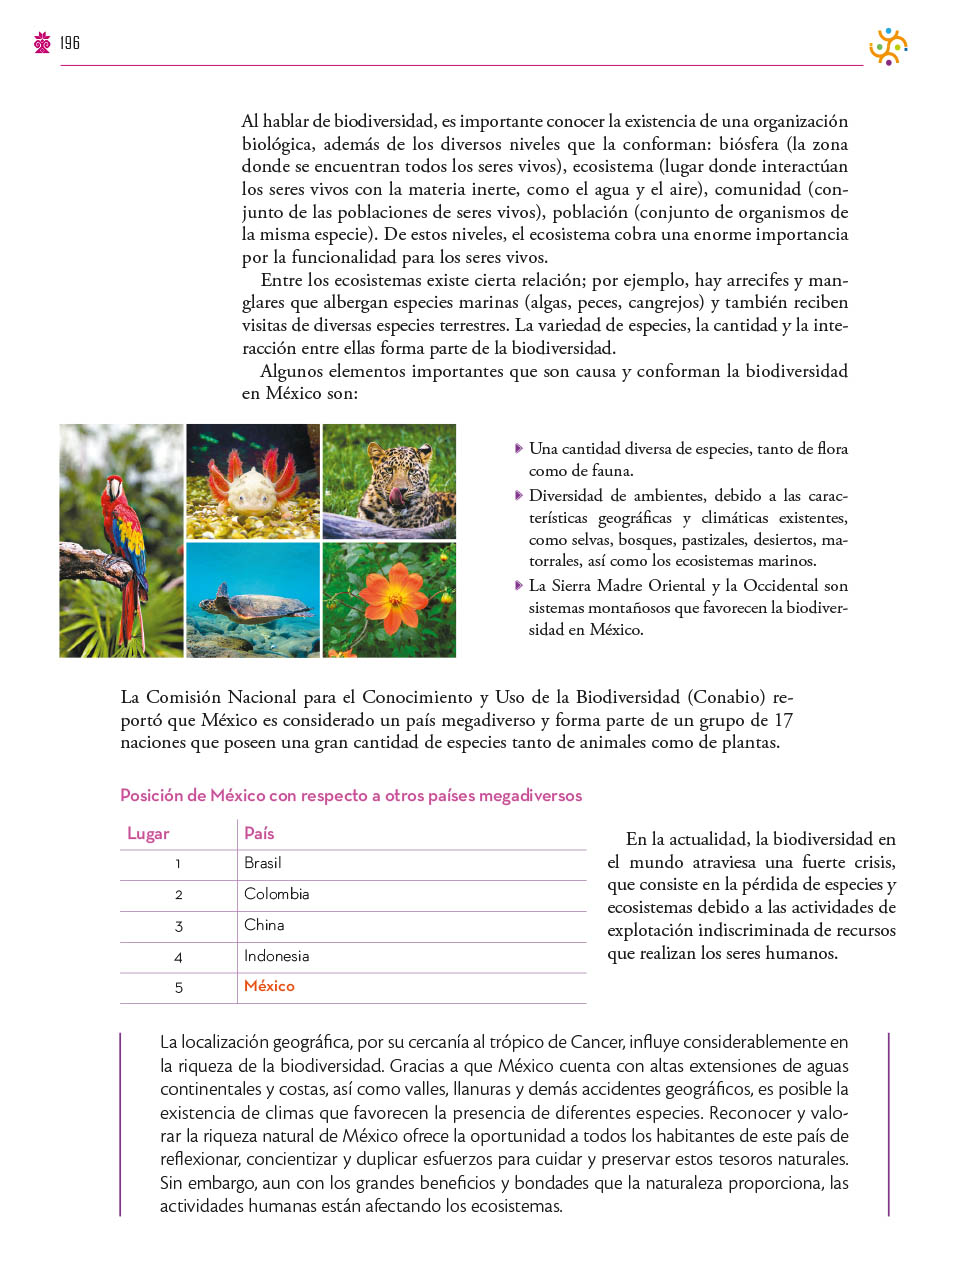 196
Al hablar de biodiversidad, es importante conocer la existencia de una organización
biológica, además de los diversos niveles que la conforman: biósfera (la zona
donde se encuentran todos los seres vivos), ecosistema (lugar donde interactúan
los seres vivos con la materia inerte, como el agua y el aire), comunidad (con-
junto de las poblaciones de seres vivos), población (conjunto de organismos de
la misma especie). De estos niveles, el ecosistema cobra una enorme importancia
por la funcionalidad para los seres vivos.
Entre los ecosistemas existe cierta relación; por ejemplo, hay arrecifes y man-
glares que albergan especies marinas (algas, peces, cangrejos) y también reciben
visitas de diversas especies terrestres. La variedad de especies, la cantidad y la inte-
racción entre ellas forma parte de la biodiversidad.
Algunos elementos importantes que son causa y conforman la biodiversidad
en México son:
Una cantidad diversa de especies, tanto de flora
como de fauna.
Diversidad de ambientes, debido a las carac-
terísticas geográficas y climáticas existentes,
como selvas, bosques, pastizales, desiertos, ma-
torrales, así como los ecosistemas marinos.
La Sierra Madre Oriental y la Occidental son
sistemas montañosos que favorecen la biodiver-
sidad en México.
La Comisión Nacional para el Conocimiento y Uso de la Biodiversidad (Conabio) re-
portó que México es considerado un país megadiverso y forma parte de un grupo de 17
naciones que poseen una gran cantidad de especies tanto de animales como de plantas.
Posición de México con respecto a otros países megadiversos
Lugar País
1 Brasil
2 Colombia
3 China
4 Indonesia
5 México
En la actualidad, la biodiversidad en
el mundo atraviesa una fuerte crisis,
que consiste en la pérdida de especies y
ecosistemas debido a las actividades de
explotación indiscriminada de recursos
que realizan los seres humanos.
La localización geográfica, por su cercanía al trópico de Cancer, influye considerablemente en
la riqueza de la biodiversidad. Gracias a que México cuenta con altas extensiones de aguas
continentales y costas, así como valles, llanuras y demás accidentes geográficos, es posible la
existencia de climas que favorecen la presencia de diferentes especies. Reconocer y valo-
rar la riqueza natural de México ofrece la oportunidad a todos los habitantes de este país de
reflexionar, concientizar y duplicar esfuerzos para cuidar y preservar estos tesoros naturales.
Sin embargo, aun con los grandes beneficios y bondades que la naturaleza proporciona, las
actividades humanas están afectando los ecosistemas.